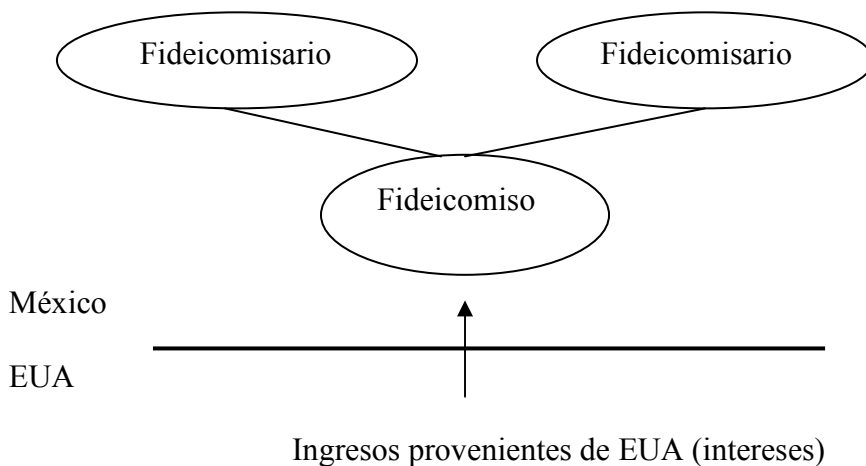 Fideicomisario
Fideicomisario
Fideicomiso
México
EUA
Ingresos provenientes de EUA (intereses)